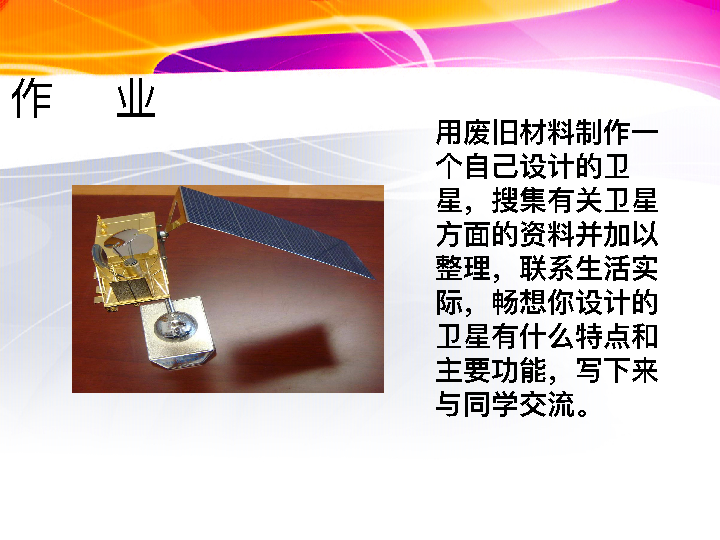 作 业
用废旧材料制作一
个自己设计的卫
星，搜集有关卫星
方面的资料并加以
整理，联系生活实
际，畅想你设计的
卫星有什么特点和
主要功能，写下来
与同学交流。